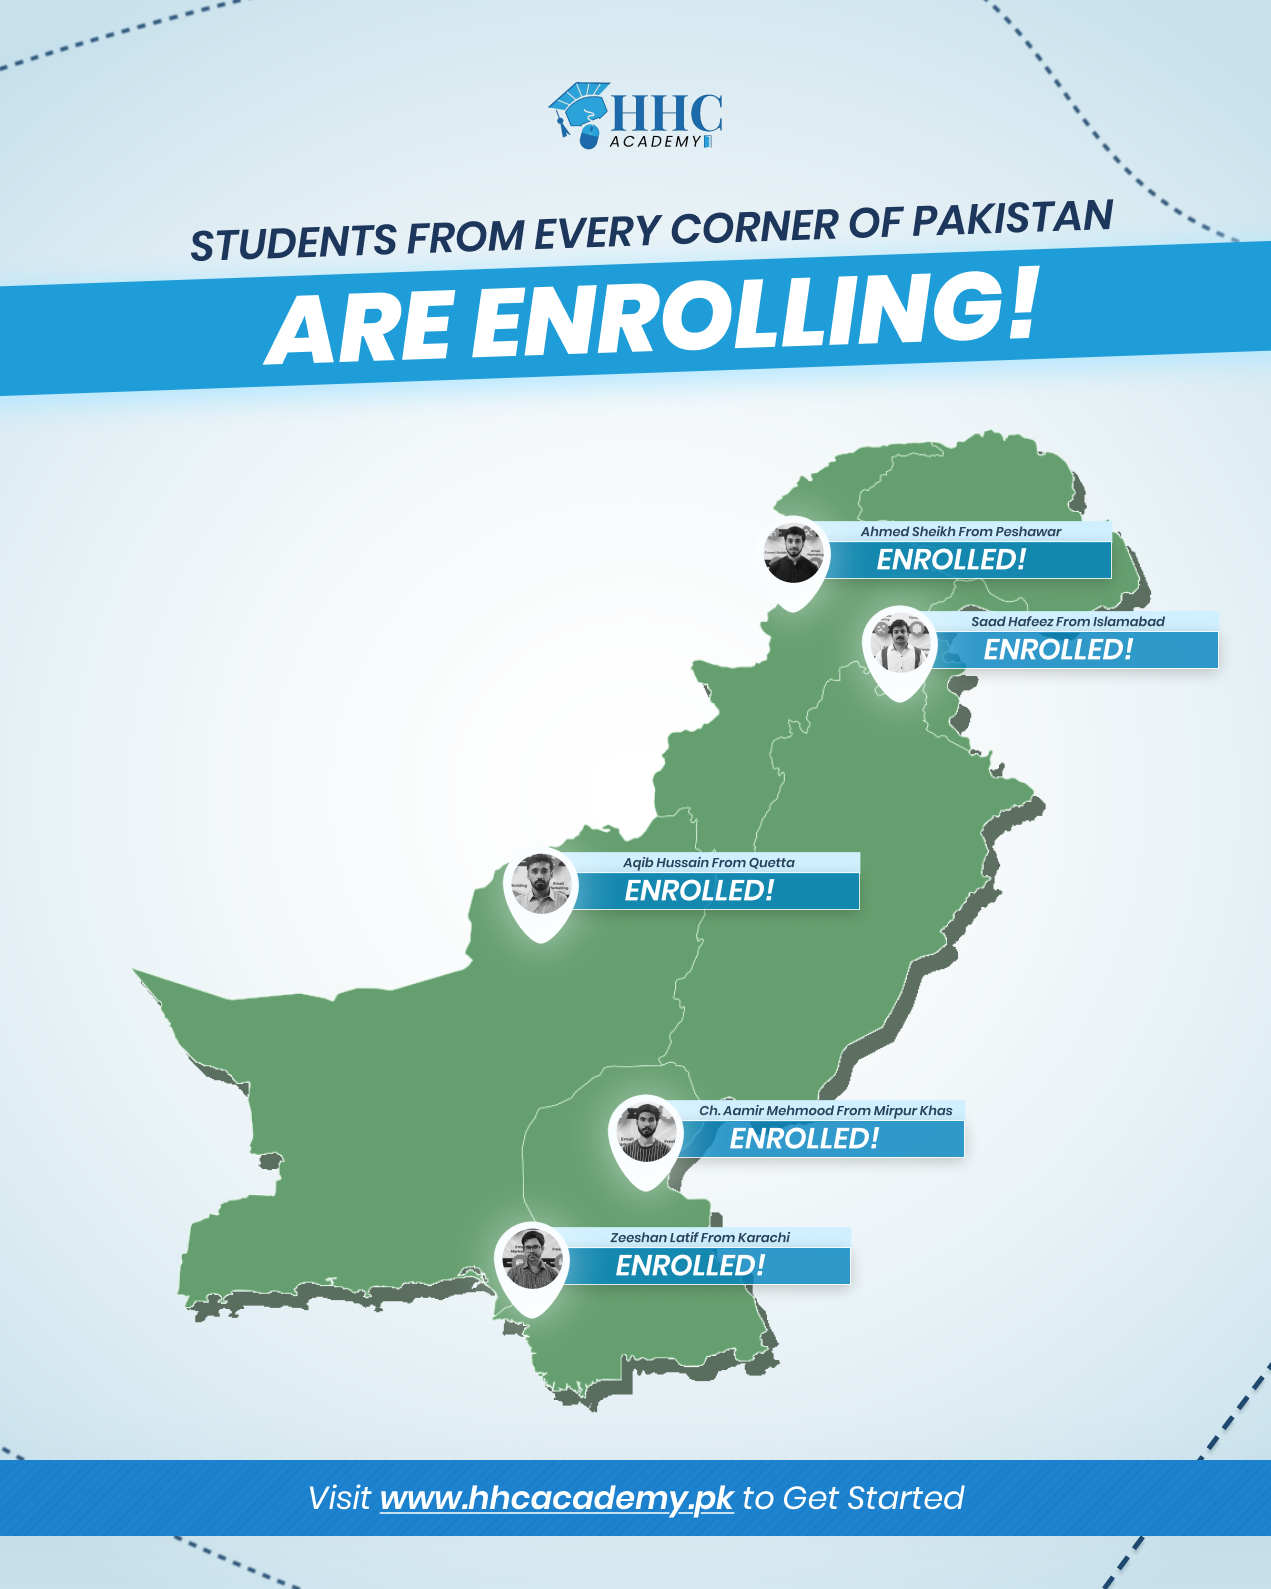 HHC
ACADEMY
STUDENTS FROM EVERY CORNER OF PAKISTAN
ARE ENROLLING!
Ahmed Sheikh From Peshawar
ENROLLED!
Saad Hafeez From Islamabad
ENROLLED!
Aqib Hussain From Quetta
ENROLLED!
Ch. Aamir Mehmood From Mirpur Khas
ENROLLED!
Zeeshan Latif From Karachi
ENROLLED!
Visit www.hhcacademy.pk to Get Started